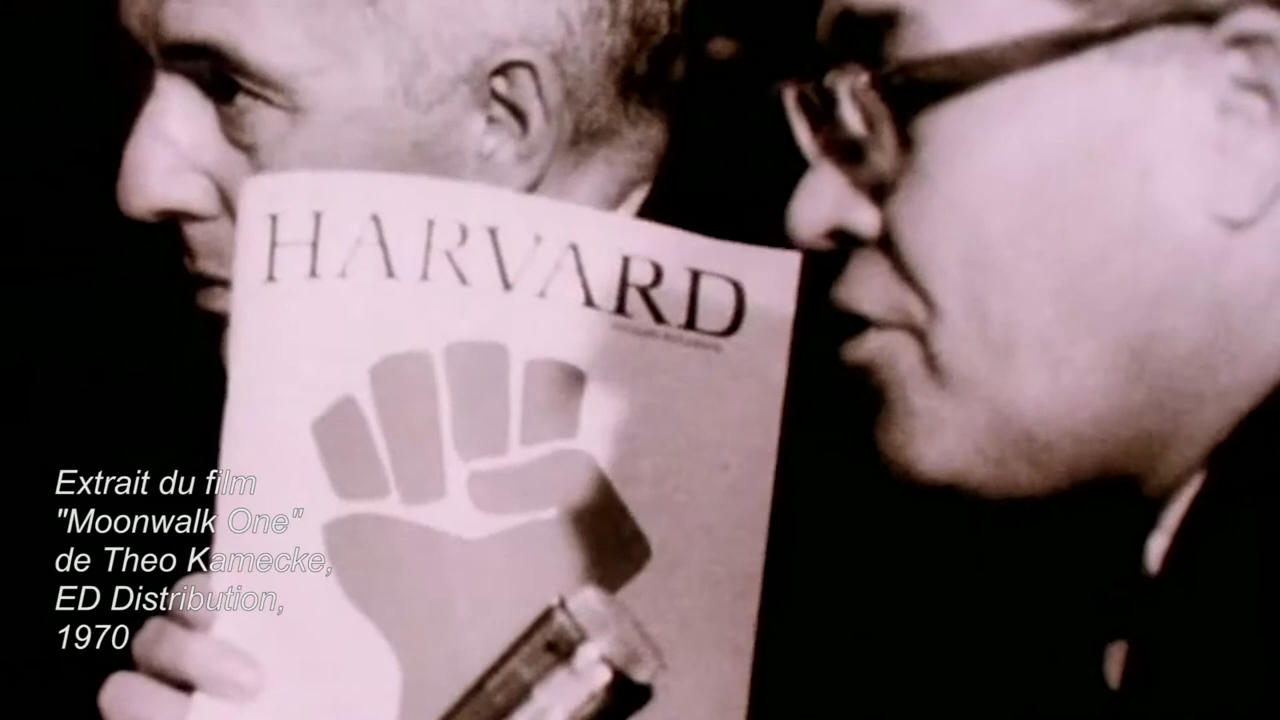 HARVARD
Extrait du film
"Moonwalk One"
de Theo Kamecke,
ED Distribution,
1970